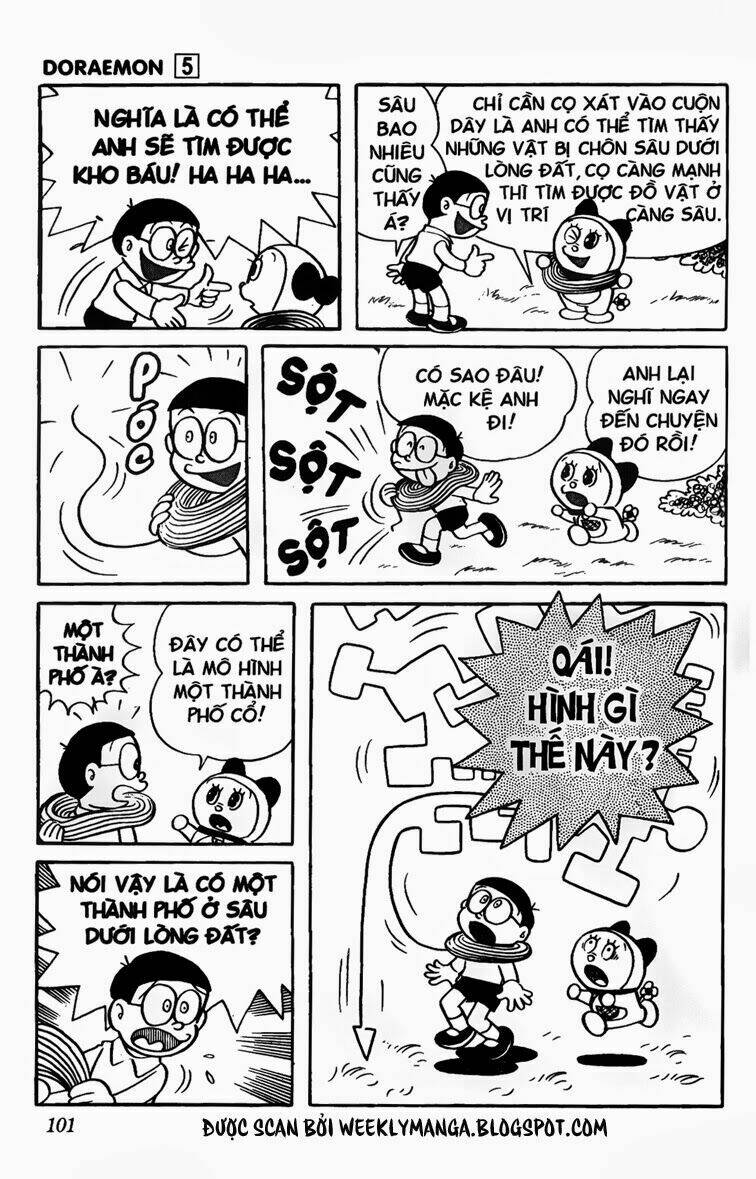 DORAEMON 5
SÂU
BAO
NHIÊU
CŨNG
THẤY
Á?
CHỈ CẦN CỌ XÁT VÀO CUỘN
DÂY LÀ ANH CÓ THỂ TÌM THẤY
NHỮNG VẬT BỊ CHÔN SÂU DƯỚI
LÒNG ĐẤT, CỌ CÀNG MẠNH
THÌ TÌM ĐƯỢC ĐỒ VẬT Ở
VỊ TRÍ CÀNG SÂU.
NGHĨA LÀ CÓ THỂ
ANH SẼ TÌM ĐƯỢC
KHO BÁU! HA HA HA...
ANH LẠI
NGHĨ NGAY
ĐẾN CHUYỆN
ĐÓ RỒI!
CÓ SAO ĐÂU!
MẶC KỆ ANH
ĐI!
SỘT
SỘT
SỘT
PÓC
QÁI!
HÌNH GÌ
THẾ NÀY?
ĐÂY CÓ THỂ
LÀ MÔ HÌNH
MỘT THÀNH
PHỐ CỔ!
MỘT
THÀNH
PHỐ À?
NÓI VẬY LÀ CÓ MỘT
THÀNH PHỐ Ở SÂU
DƯỚI LÒNG ĐẤT?
101
ĐƯỢC SCAN BỞI WEEKLYMANGA.BLOGSPOT.COM